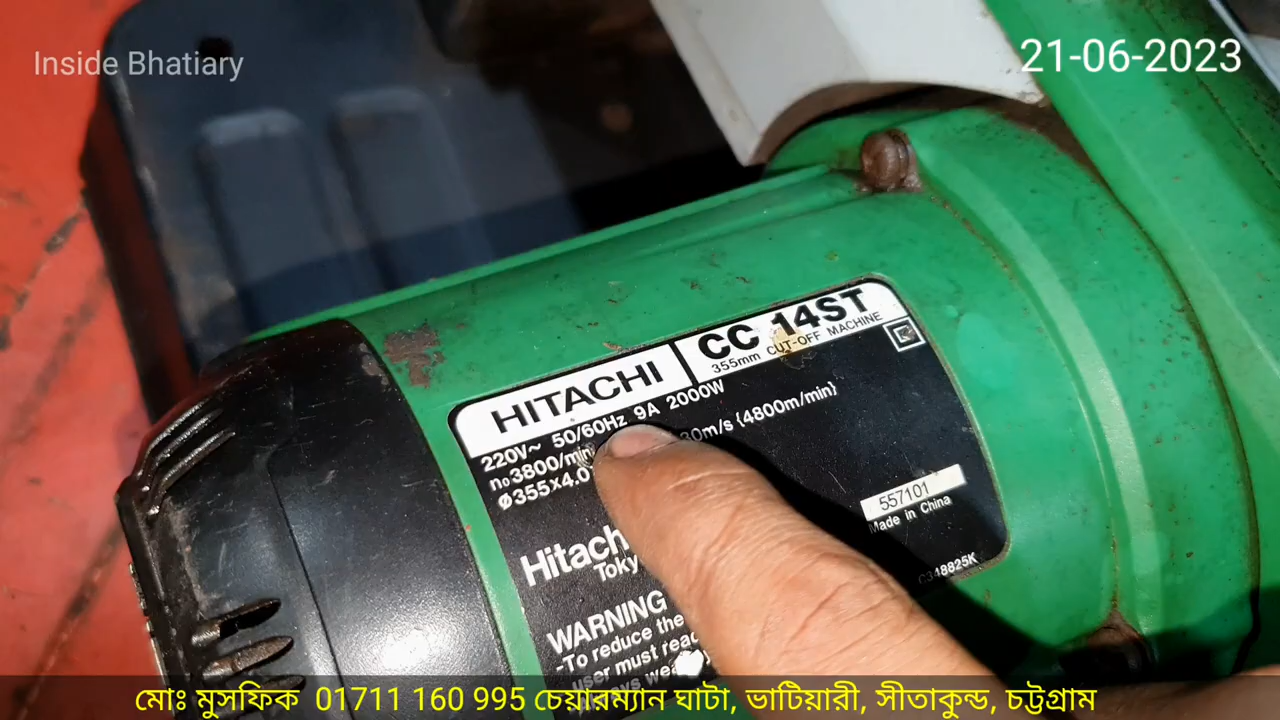 Inside Bhatiary
21-06-2023
HITACHI
CC 14ST
355mm CUT-OFF MACHINE
220V~ 50/60Hz 9A 2000W
n₀3800/min 80m/s {4800m/min}
Ø355X4.0
557101
Made in China
C348825K
Hitach
Toky
WARNING
-To reduce the
user must read
মোঃ মুসফিক 01711 160 995 চেয়ারম্যান ঘাটা, ভাটিয়ারী, সীতাকুন্ড, চট্টগ্রাম